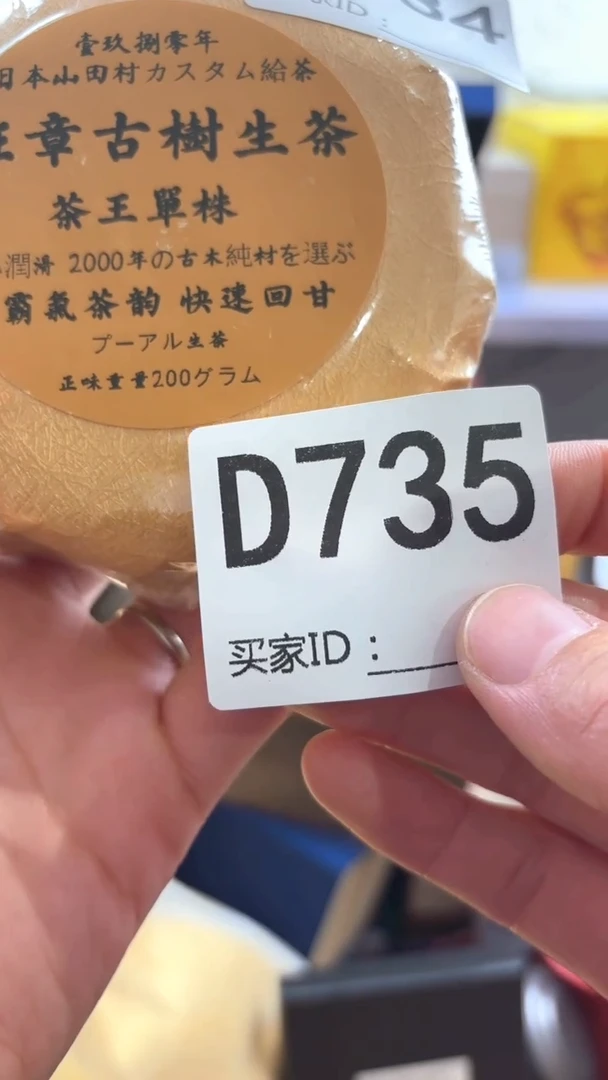 壹玖捌零年
日本山田村カスタム給茶
班章古樹生茶
茶王單株
潤滑 2000年の古木純材を選ぶ
霸氣茶韵 快速回甘
プーアル生茶
正味重量200グラム
D735
买家ID：